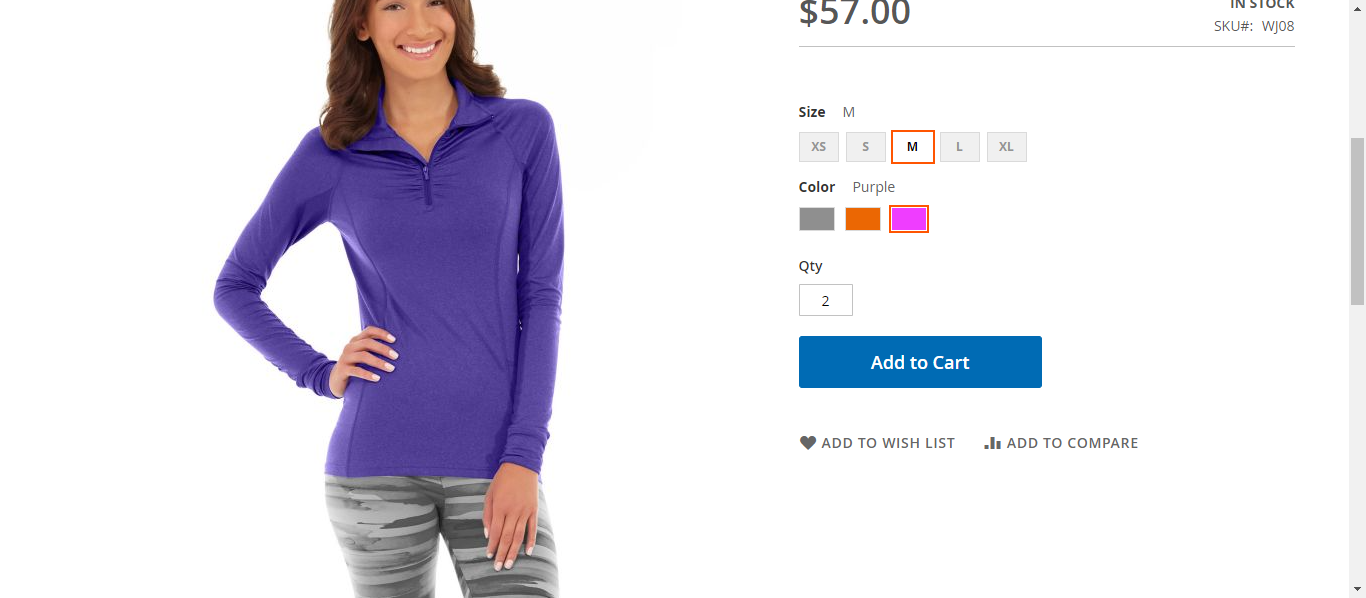 $57.00
IN STOCK
SKU#: WJ08
Size M
XS S M L XL
Color Purple
Qty
2
Add to Cart
ADD TO WISH LIST ADD TO COMPARE